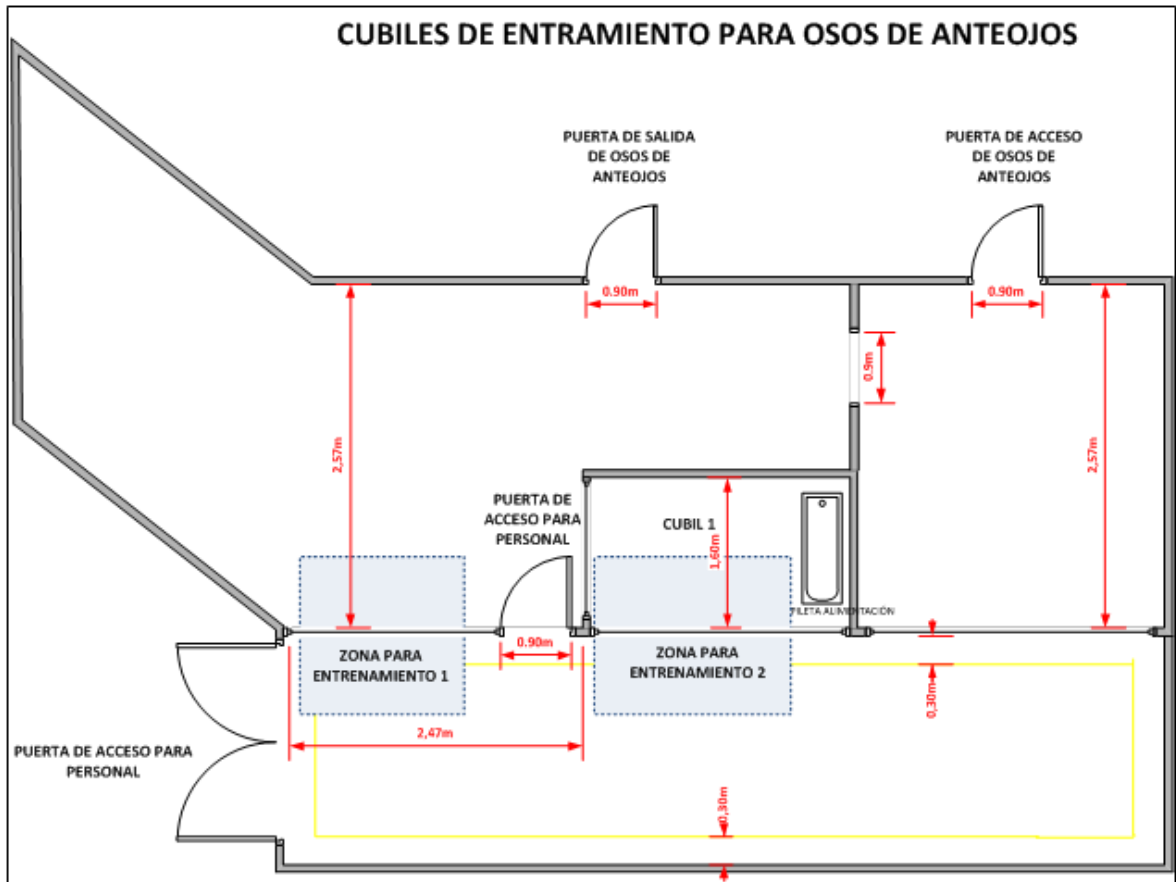 CUBILES DE ENTRAMIENTO PARA OSOS DE ANTEOJOS
PUERTA DE SALIDA
DE OSOS DE
ANTEOJOS
PUERTA DE ACCESO
DE OSOS DE
ANTEOJOS
0.90m
0.90m
0.9m
2,57m
2,57m
PUERTA DE
ACCESO PARA
PERSONAL
CUBIL 1
1,60m
PILETA ALIMENTACIÓN
0.90m
ZONA PARA
ENTRENAMIENTO 1
ZONA PARA
ENTRENAMIENTO 2
0,30m
2,47m
PUERTA DE ACCESO PARA
PERSONAL
0,30m